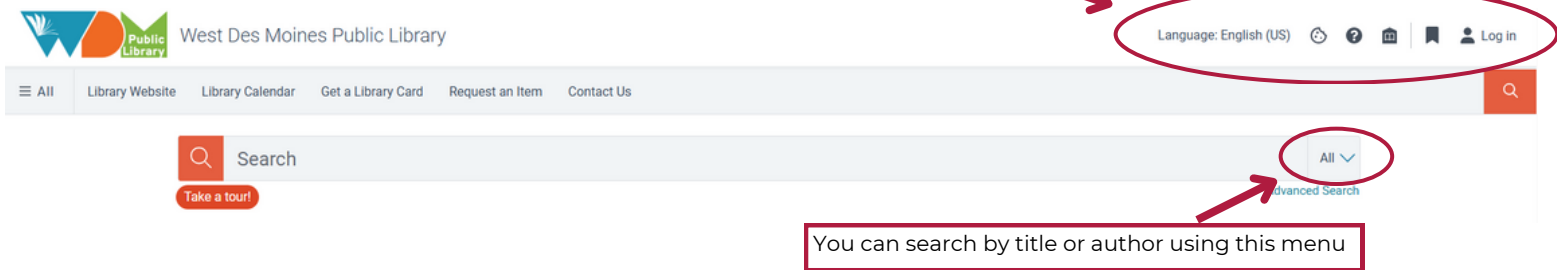 Public
Library
West Des Moines Public Library
Language: English (US)
Log in
All
Library Website
Library Calendar
Get a Library Card
Request an Item
Contact Us
Search
All
Take a tour!
Advanced Search
You can search by title or author using this menu